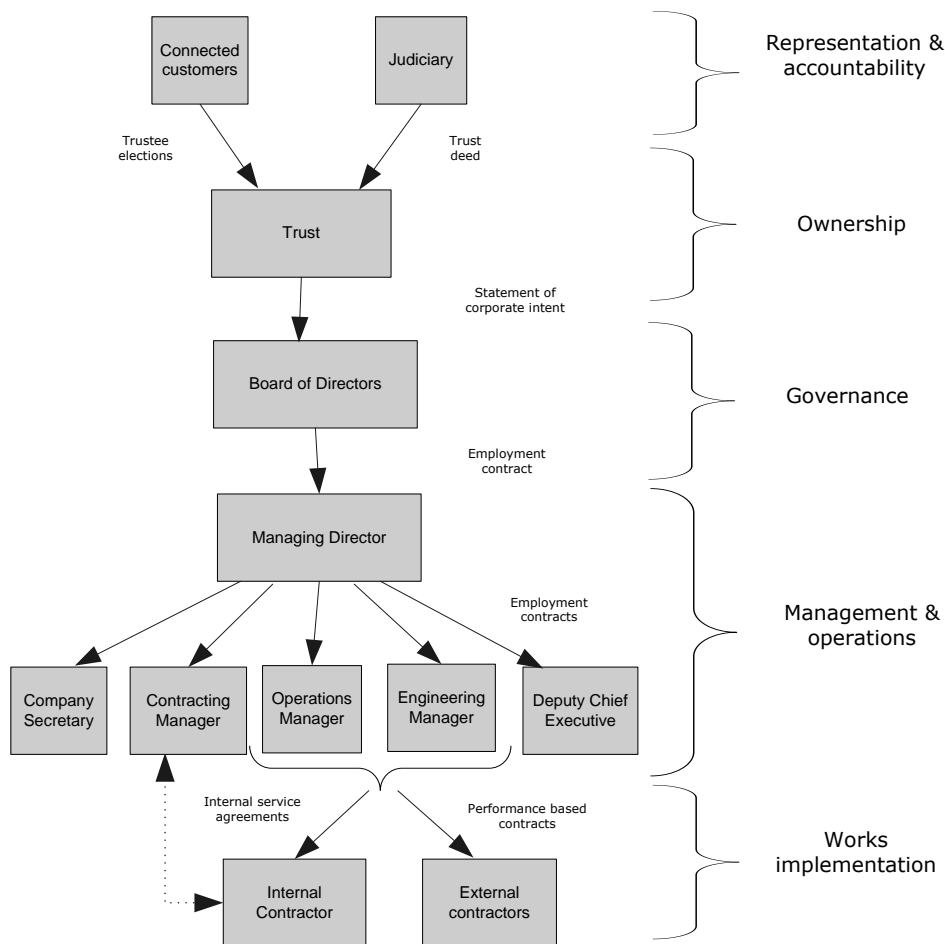 Connected
customers
Judiciary
Representation &
accountability
Trustee
elections
Trust
deed
Trust
Ownership
Statement of
corporate intent
Board of Directors
Governance
Employment
contract
Managing Director
Employment
contracts
Management &
operations
Company
Secretary
Contracting
Manager
Operations
Manager
Engineering
Manager
Deputy Chief
Executive
Internal service
agreements
Performance based
contracts
Works
implementation
Internal
Contractor
External
contractors